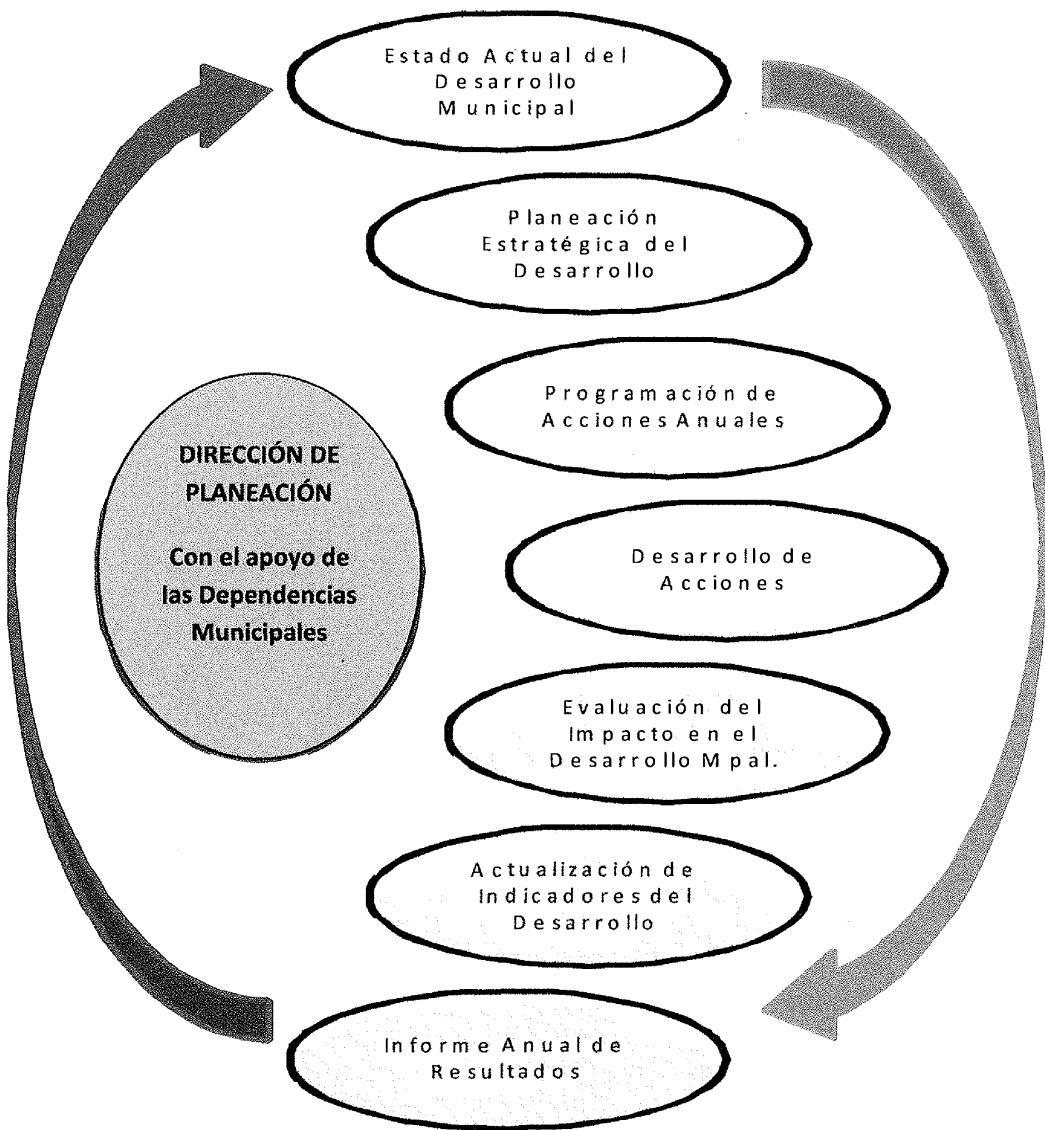 Estado Actual del
Desarrollo
Municipal
Planeación
Estratégica del
Desarrollo
Programación de
Acciones Anuales
DIRECCIÓN DE
PLANEACIÓN
Con el apoyo de
las Dependencias
Municipales
Desarrollo de
Acciones
Evaluación del
Impacto en el
Desarrollo Mpal.
Actualización de
Indicadores del
Desarrollo
Informe Anual de
Resultados